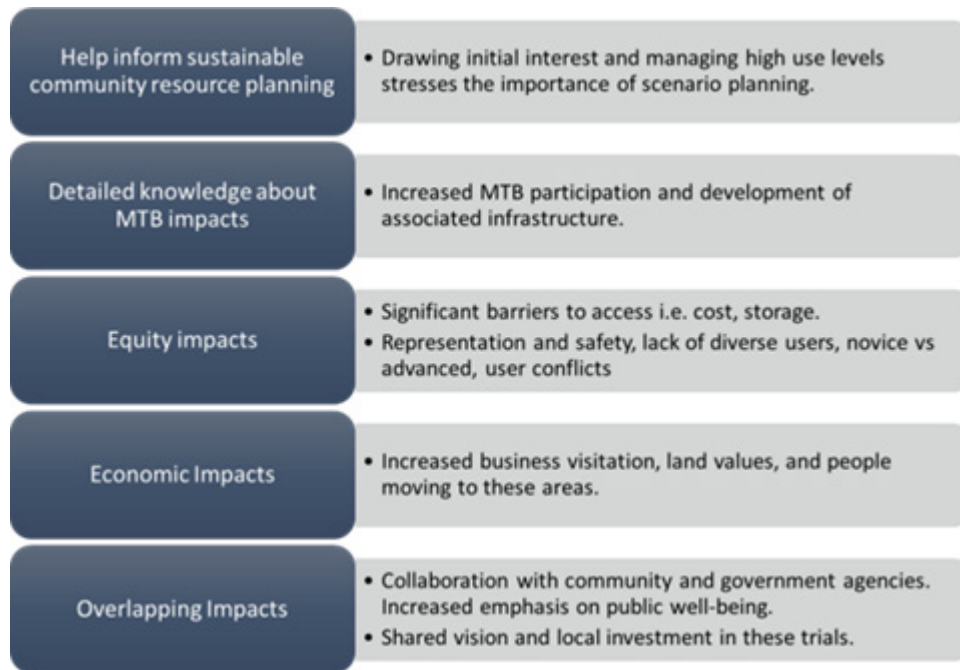 Help inform sustainable
community resource planning
• Drawing initial interest and managing high use levels
stresses the importance of scenario planning.
Detailed knowledge about
MTB impacts
• Increased MTB participation and development of
associated infrastructure.
Equity impacts
• Significant barriers to access i.e. cost, storage.
• Representation and safety, lack of diverse users, novice vs
advanced, user conflicts
Economic Impacts
• Increased business visitation, land values, and people
moving to these areas.
Overlapping Impacts
• Collaboration with community and government agencies.
Increased emphasis on public well-being.
• Shared vision and local investment in these trials.